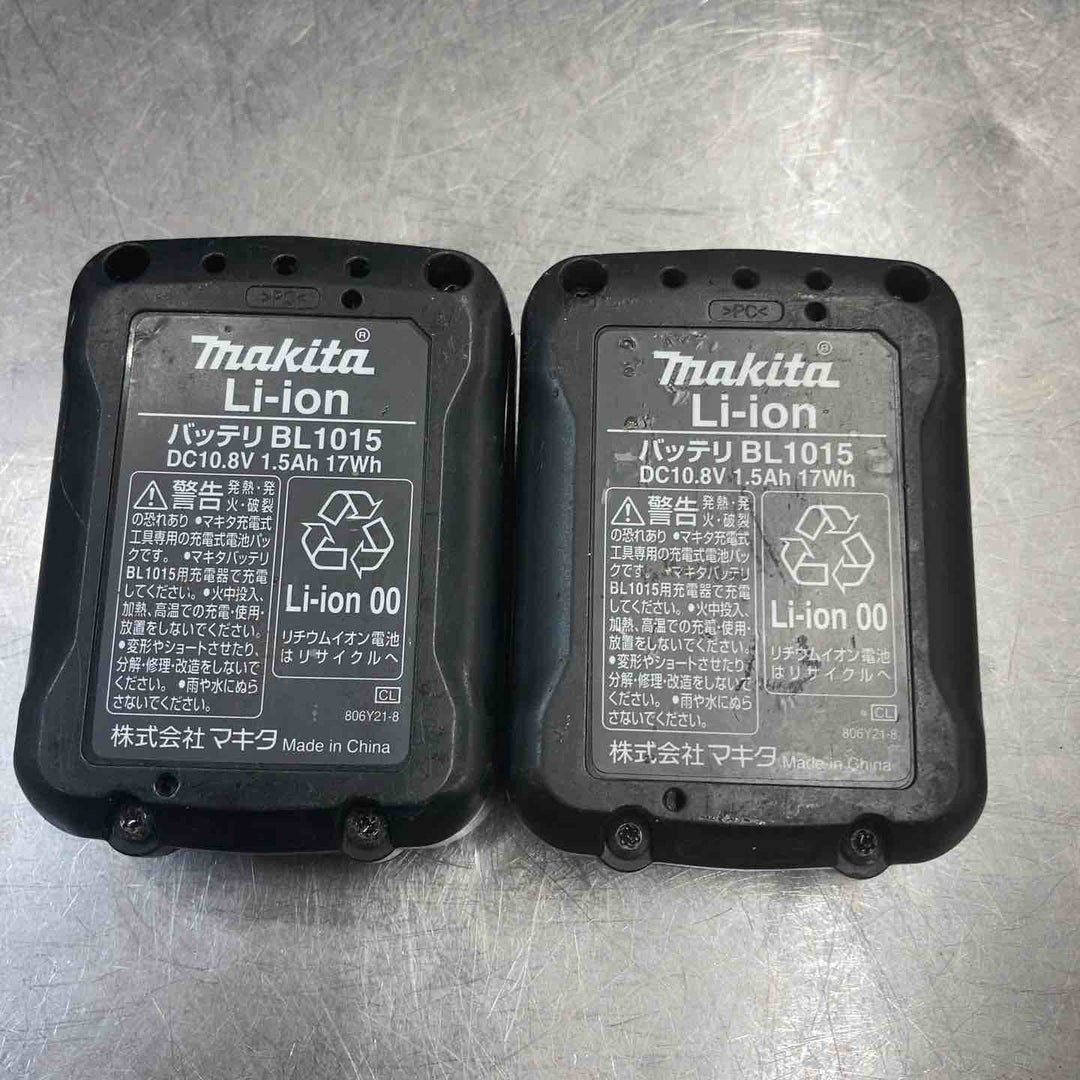 >PC<
makita®
Li-ion
バッテリ BL1015
DC10.8V 1.5Ah 17Wh
警告 発熱・発
火・破裂
の恐れあり ●マキタ充電式
工具専用の充電式電池パッ
クです。 ●マキタバッテリ
BL1015用充電器で充電
してください。 ●火中投入、
加熱、高温での充電・使用・
放置をしないでください。
●変形やショートさせたり、
分解・修理・改造をしないで
ください。 ●雨や水にぬら
さないでください。
Li-ion 00
リチウムイオン電池
はリサイクルへ
CL
806Y21-8
株式会社 マキタ Made in China
>PC<
makita®
Li-ion
バッテリ BL1015
DC10.8V 1.5Ah 17Wh
警告 発熱・発
火・破裂
の恐れあり ●マキタ充電式
工具専用の充電式電池パッ
クです。 ●マキタバッテリ
BL1015用充電器で充電
してください。 ●火中投入、
加熱、高温での充電・使用・
放置をしないでください。
●変形やショートさせたり、
分解・修理・改造をしないで
ください。 ●雨や水にぬら
さないでください。
Li-ion 00
リチウムイオン電池
はリサイクルへ
CL
806Y21-8
株式会社 マキタ Made in China